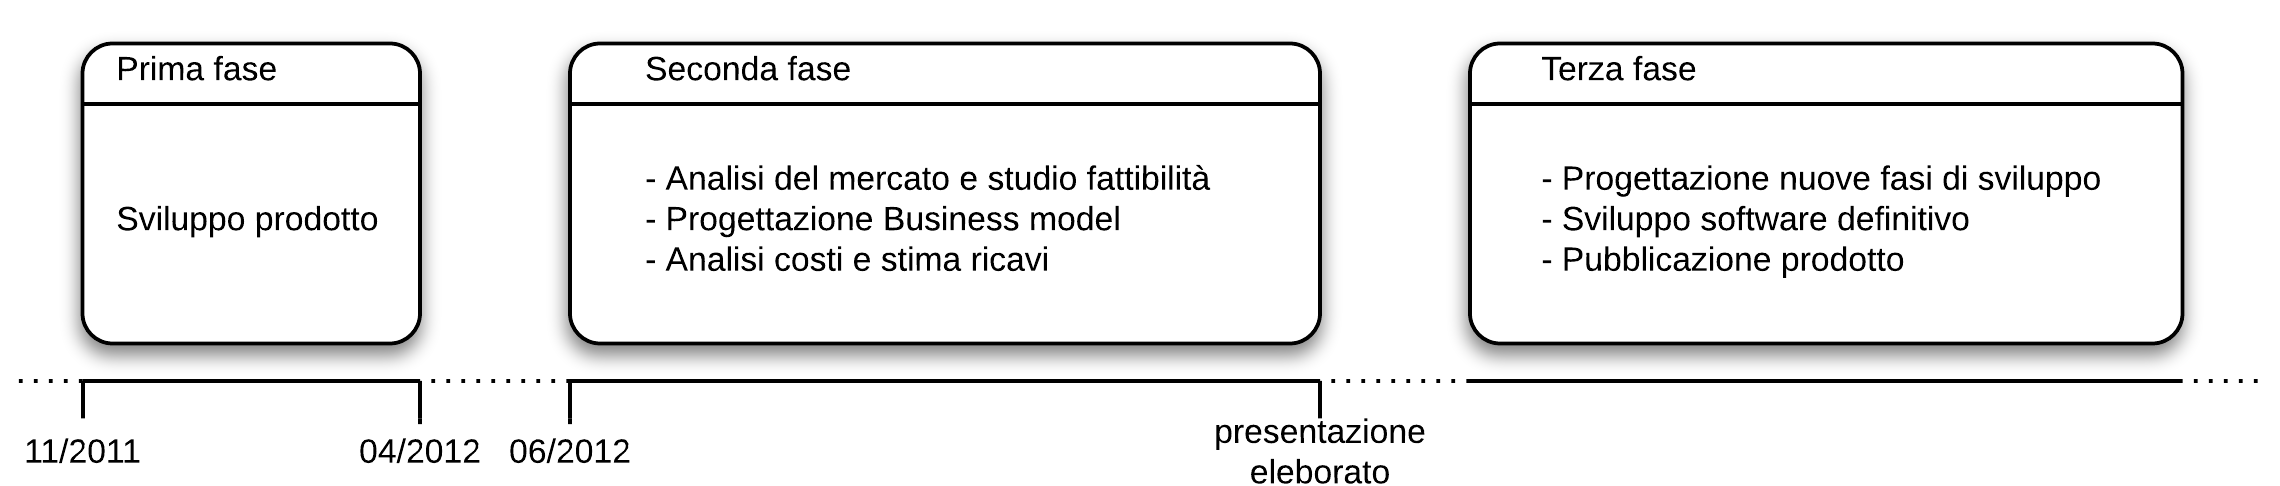 Prima fase
Sviluppo prodotto
Seconda fase
- Analisi del mercato e studio fattibilità
- Progettazione Business model
- Analisi costi e stima ricavi
Terza fase
- Progettazione nuove fasi di sviluppo
- Sviluppo software definitivo
- Pubblicazione prodotto
11/2011
04/2012
06/2012
presentazione
eleborato